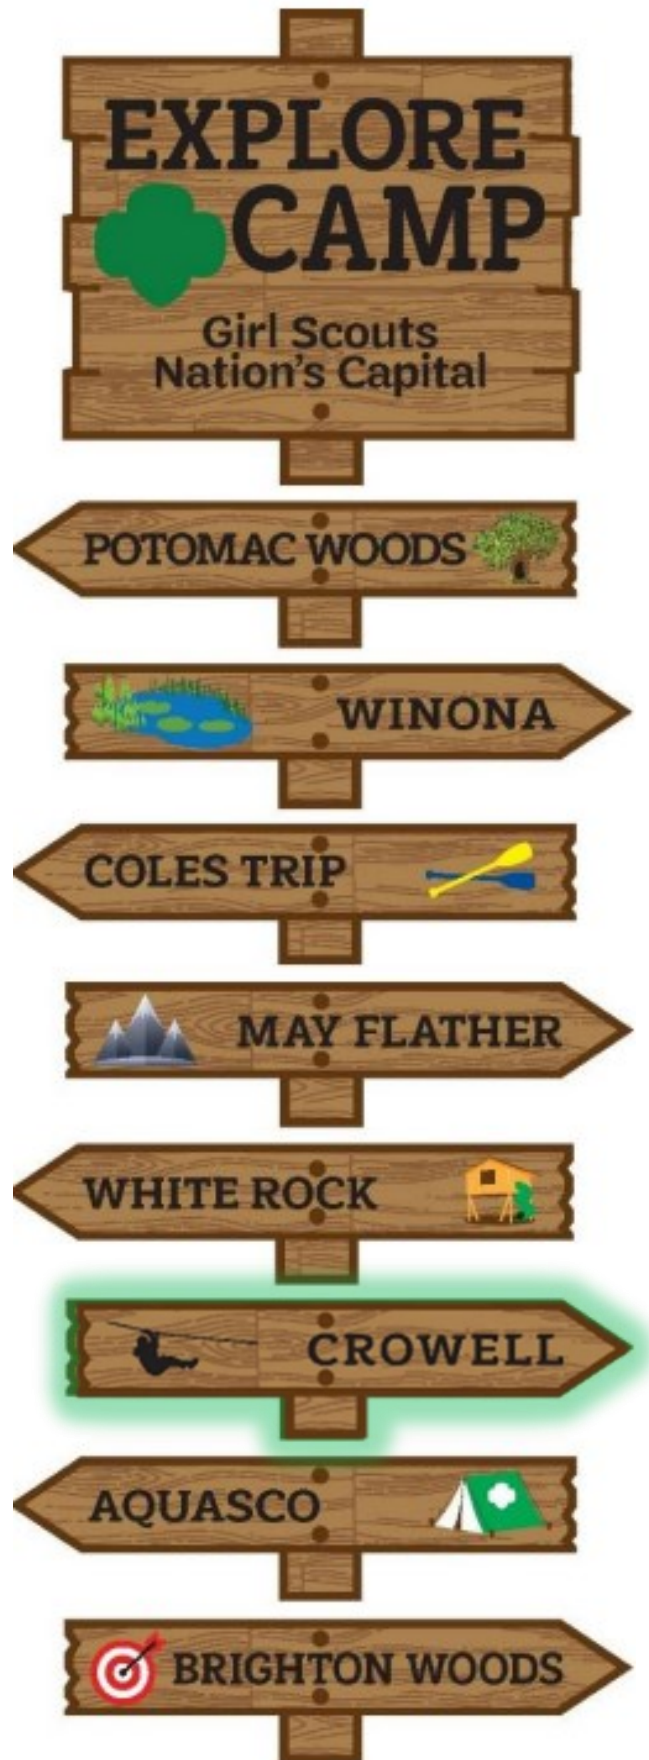 EXPLORE
CAMP
Girl Scouts
Nation's Capital
POTOMAC WOODS
WINONA
COLES TRIP
MAY FLATHER
WHITE ROCK
CROWELL
AQUASCO
BRIGHTON WOODS